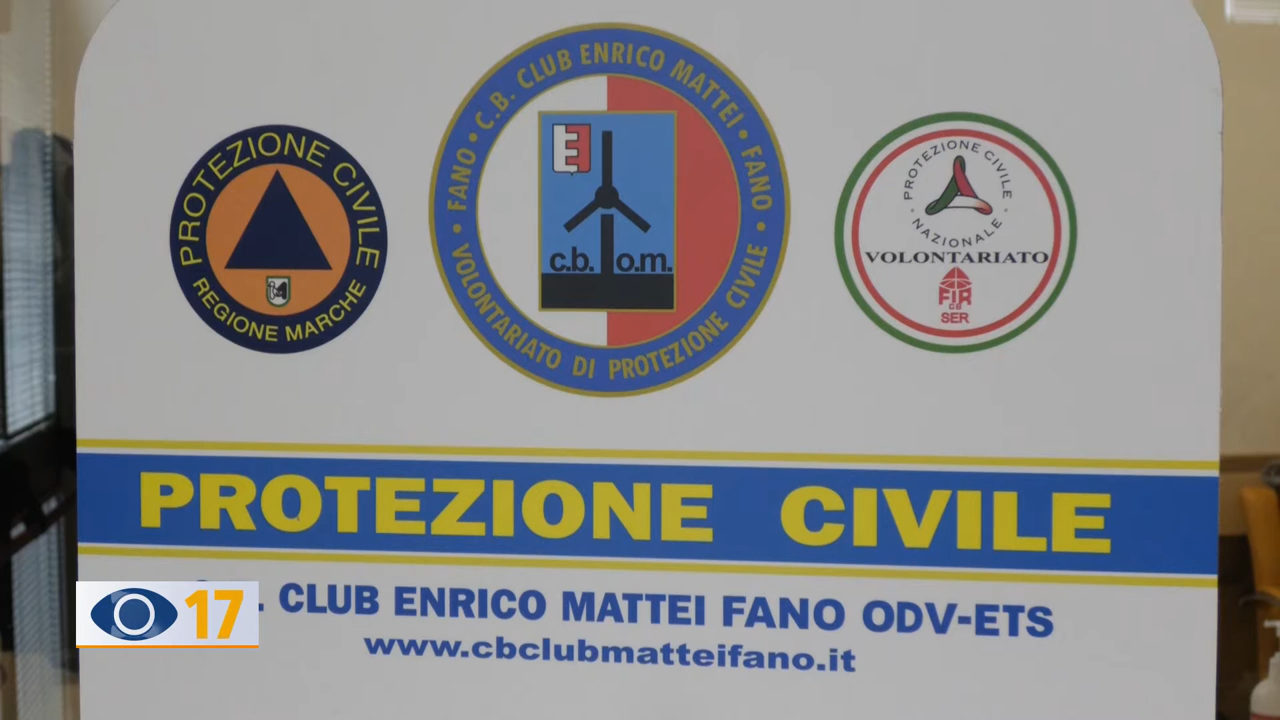 PROTEZIONE CIVILE
REGIONE MARCHE
• C.B. CLUB ENRICO MATTEI •
FANO • VOLONTARIATO DI PROTEZIONE CIVILE • FANO
c.b. o.m.
PROTEZIONE CIVILE
• NAZIONALE •
VOLONTARIATO
FIR
CB
SER
PROTEZIONE CIVILE
. CLUB ENRICO MATTEI FANO ODV-ETS
www.cbclubmatteifano.it
17